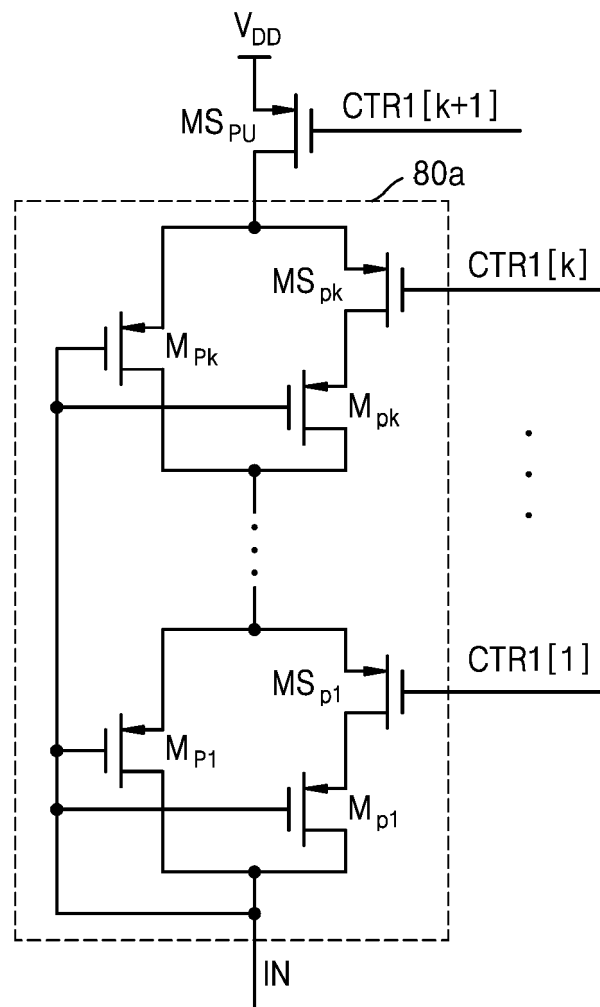 VDD
MSPU
CTR1[k+1]
80a
MSpk
CTR1[k]
MPk
Mpk
MSp1
CTR1[1]
MP1
Mp1
IN